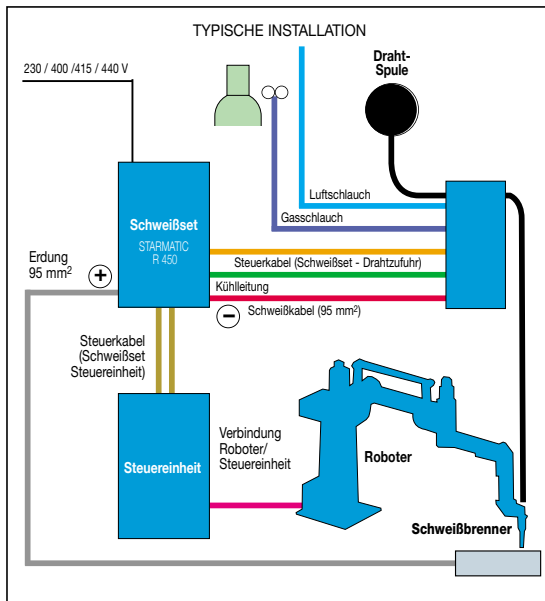 TYPISCHE INSTALLATION
230 / 400 /415 / 440 V
Draht-
Spule
Luftschlauch
Gasschlauch
Schweißset
STARMATIC
R 450
Steuerkabel (Schweißset - Drahtzufuhr)
Kühlleitung
Schweißkabel (95 mm²)
Erdung
95 mm²
+
−
Steuerkabel
(Schweißset
Steuereinheit)
Steuereinheit
Verbindung
Roboter/
Steuereinheit
Roboter
Schweißbrenner